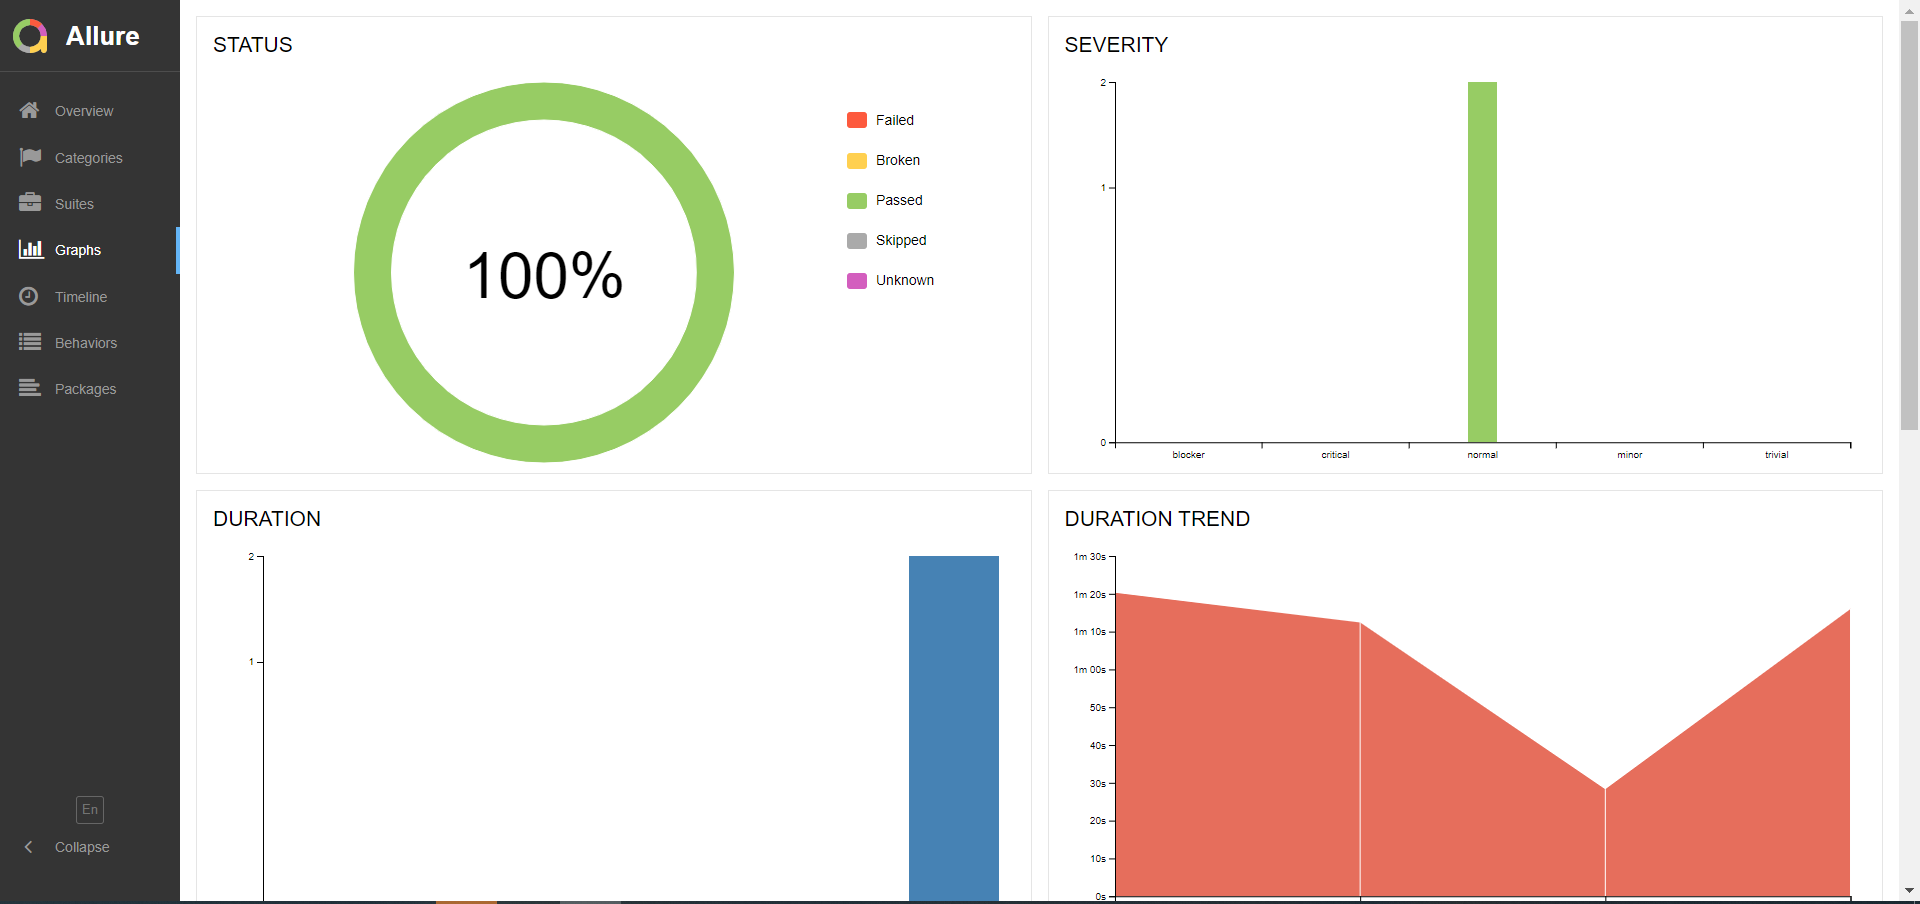 Allure
Overview
Categories
Suites
Graphs
Timeline
Behaviors
Packages
En
Collapse
STATUS
100%
Failed
Broken
Passed
Skipped
Unknown
SEVERITY
2
1
0
blocker critical normal minor trivial
DURATION
2
1
DURATION TREND
1m 30s
1m 20s
1m 10s
1m 00s
50s
40s
30s
20s
10s
0s